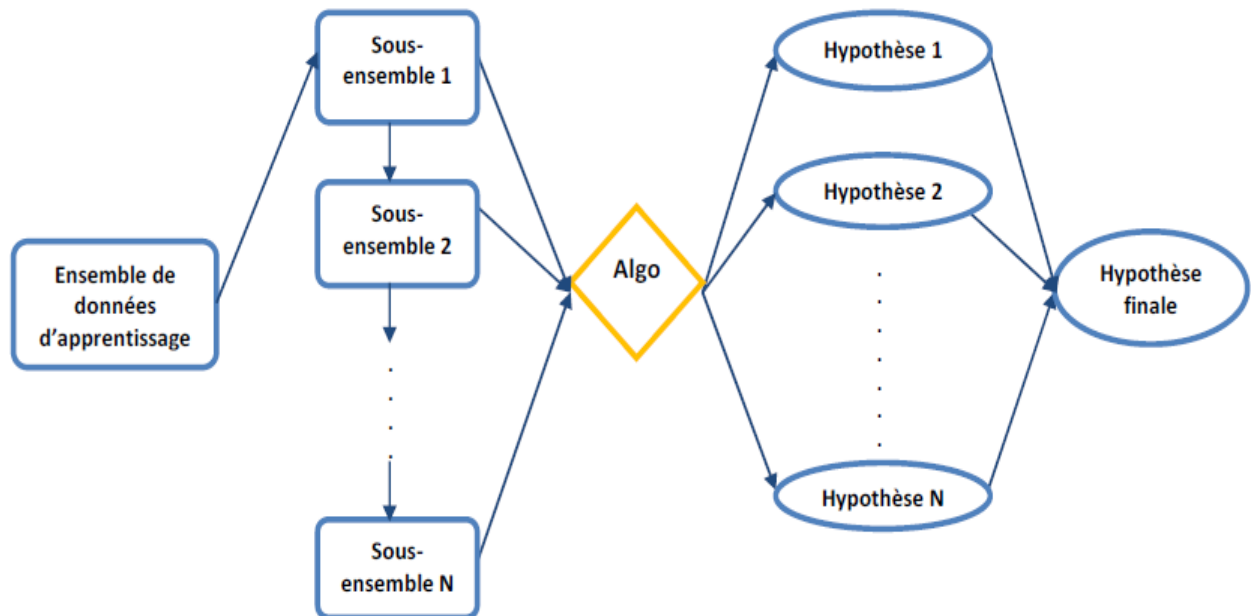 Ensemble de
données
d’apprentissage
Sous-
ensemble 1
Sous-
ensemble 2
.
.
.
.
Sous-
ensemble N
Algo
Hypothèse 1
Hypothèse 2
.
.
.
.
.
.
.
Hypothèse N
Hypothèse
finale